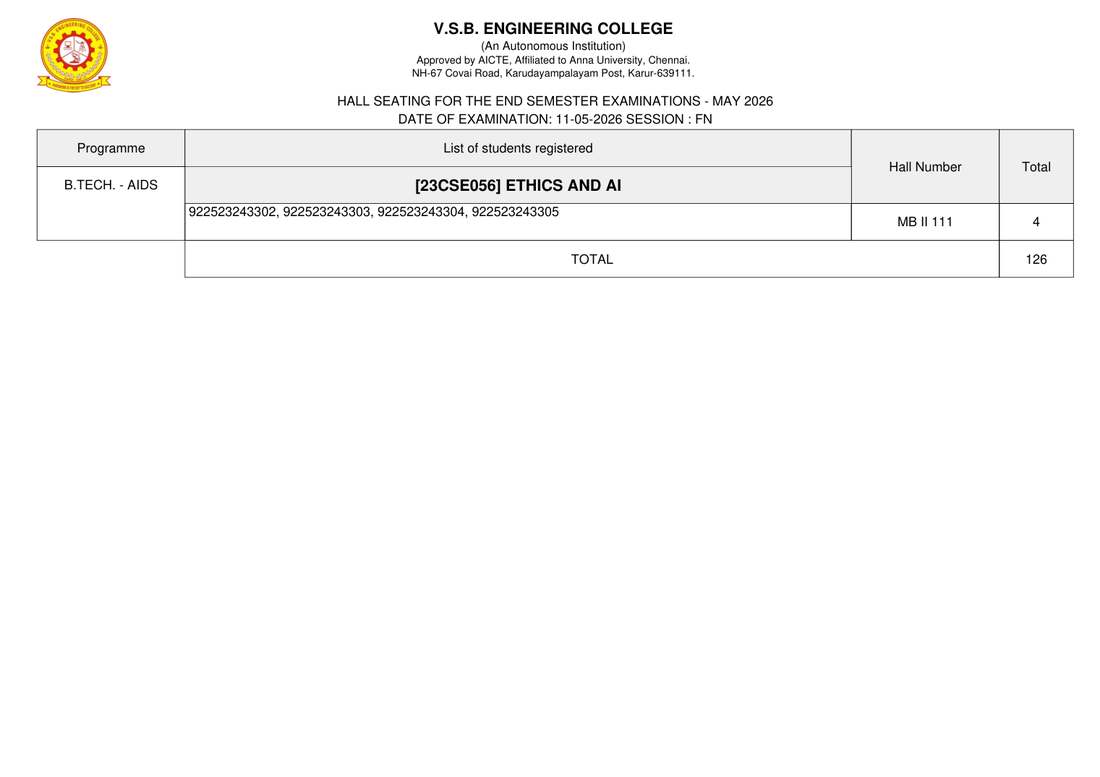 V.S.B. ENGINEERING COLLEGE
(An Autonomous Institution)
Approved by AICTE, Affiliated to Anna University, Chennai.
NH-67 Covai Road, Karudayampalayam Post, Karur-639111.
HALL SEATING FOR THE END SEMESTER EXAMINATIONS - MAY 2026
DATE OF EXAMINATION: 11-05-2026 SESSION : FN
Programme
List of students registered
Hall Number
Total
B.TECH. - AIDS
[23CSE056] ETHICS AND AI
922523243302, 922523243303, 922523243304, 922523243305
MB II 111
4
TOTAL
126